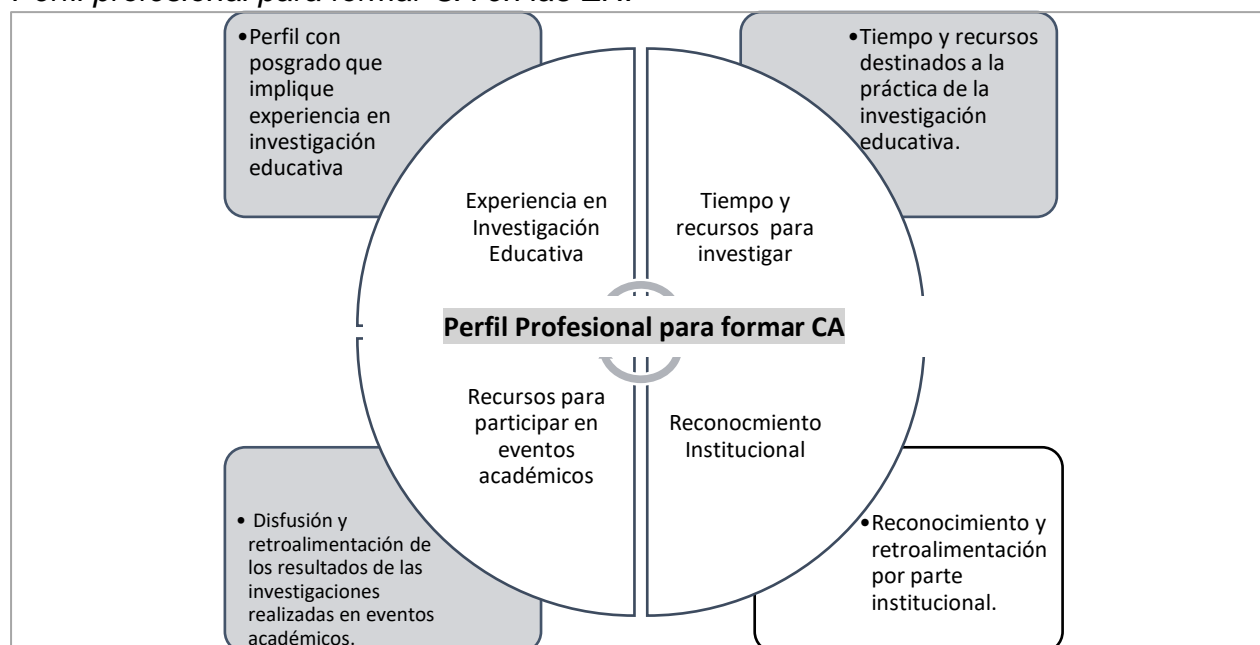 Perfil profesional para formar CA en las
•Perfil con
posgrado que
implique
experiencia en
investigación
educativa
•Tiempo y recursos
destinados a la
práctica de la
investigación
educativa.
Experiencia en
Investigación
Educativa
Tiempo y
recursos para
investigar
Perfil Profesional para formar CA
Recursos para
participar en
eventos
académicos
Reconocmiento
Institucional
• Disfusión y
retroalimentación de
los resultados de las
investigaciones
realizadas en eventos
académicos.
•Reconocimiento y
retroalimentación
por parte
institucional.